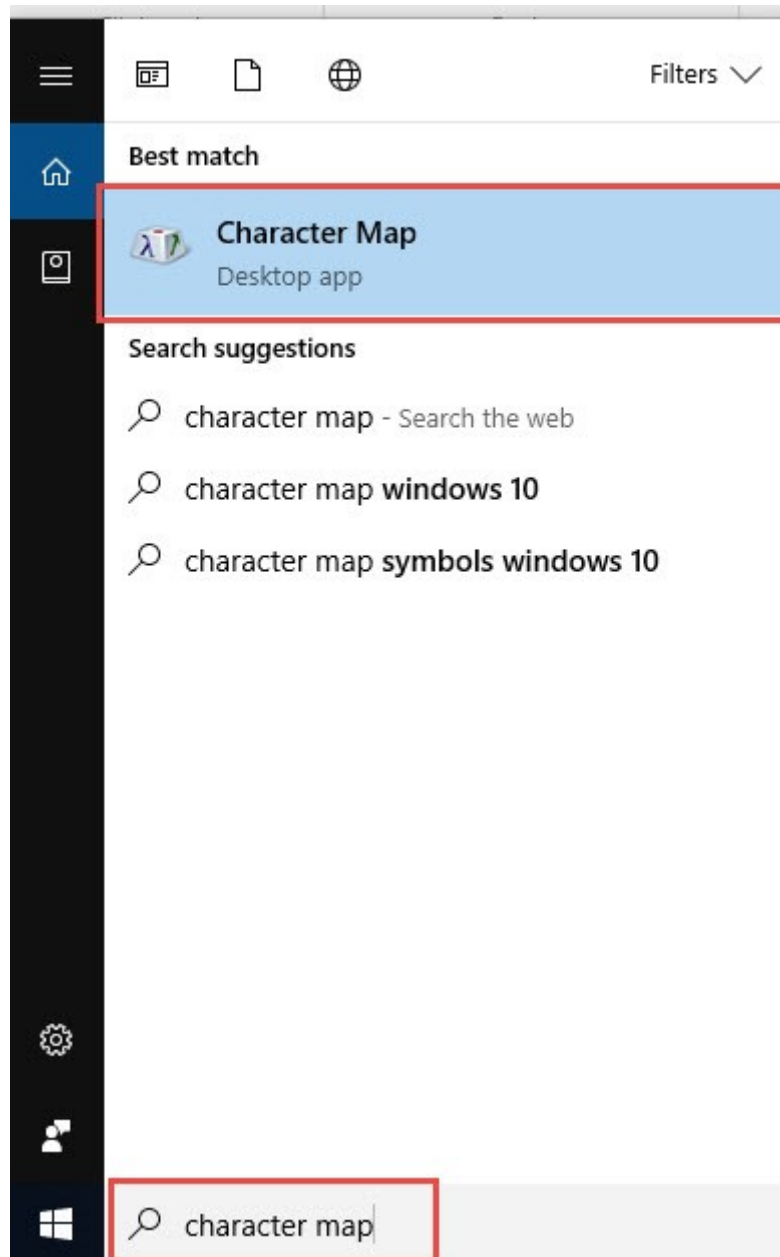 Filters
Best match
Character Map
Desktop app
Search suggestions
character map - Search the web
character map windows 10
character map symbols windows 10
character map